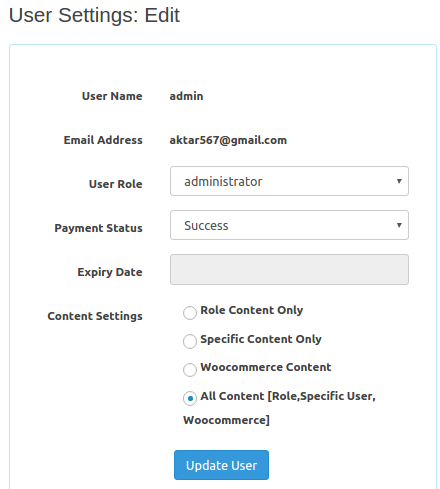 User Settings: Edit
User Name admin
Email Address aktar567@gmail.com
User Role administrator
Payment Status Success
Expiry Date
Content Settings Role Content Only
Specific Content Only
Woocommerce Content
All Content [Role,Specific User,
Woocommerce]
Update User